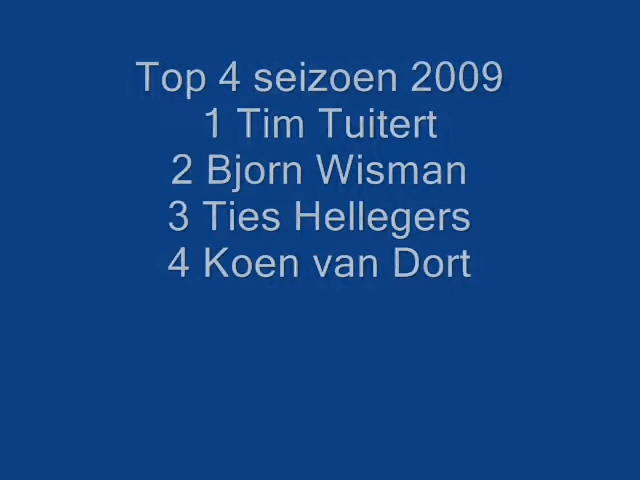 Top 4 seizoen 2009
1 Tim Tuitert
2 Bjorn Wisman
3 Ties Hellegers
4 Koen van Dort